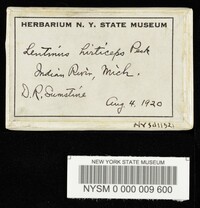 HERBARIUM N. Y. STATE MUSEUM
Lentinus hirticeps Peck
Indian River, Mich.
D. R. Sumstine
Aug 4, 1920
NEW YORK STATE MUSEUM
NYSM 0 000 009 600